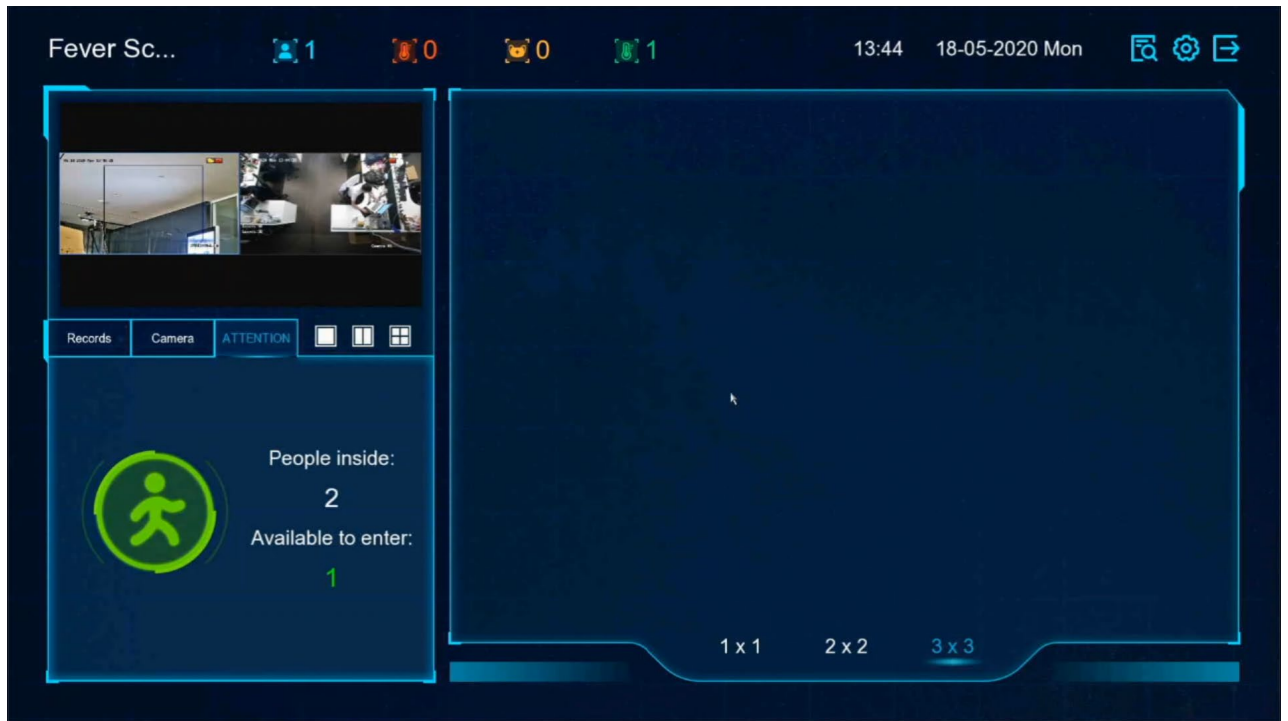 Fever Sc...
1
0
0
1
13:44
18-05-2020 Mon
Records
Camera
ATTENTION
People inside:
2
Available to enter:
1
1 x 1
2 x 2
3 x 3